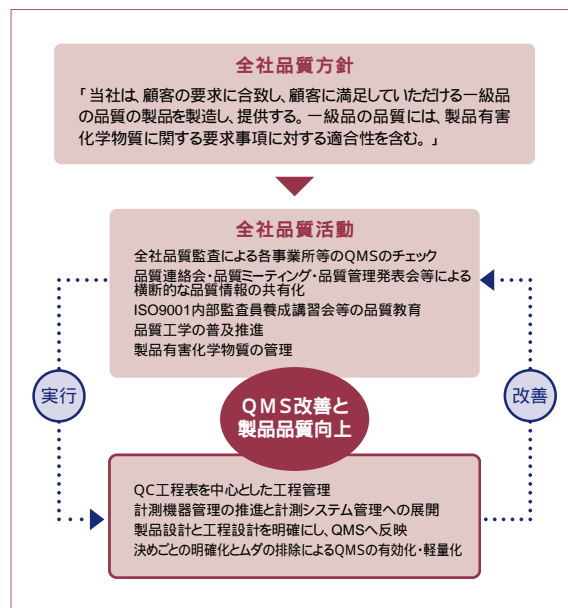 全社品質方針
「当社は、顧客の要求に合致し、顧客に満足していただける一級品
の品質の製品を製造し、提供する。一級品の品質には、製品有害
化学物質に関する要求事項に対する適合性を含む。」
全社品質活動
全社品質監査による各事業所等のQMSのチェック
品質連絡会・品質ミーティング・品質管理発表会等による
横断的な品質情報の共有化
ISO9001内部監査員養成講習会等の品質教育
品質工学の普及推進
製品有害化学物質の管理
実行
QMS改善と
製品品質向上
改善
QC工程表を中心とした工程管理
計測機器管理の推進と計測システム管理への展開
製品設計と工程設計を明確にし、QMSへ反映
決めごとの明確化とムダの排除によるQMSの有効化・軽量化